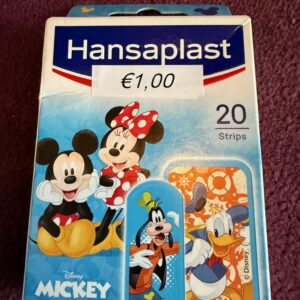 Hansaplast
€1,00
20
Strips
Disney
MICKEY
© Disney